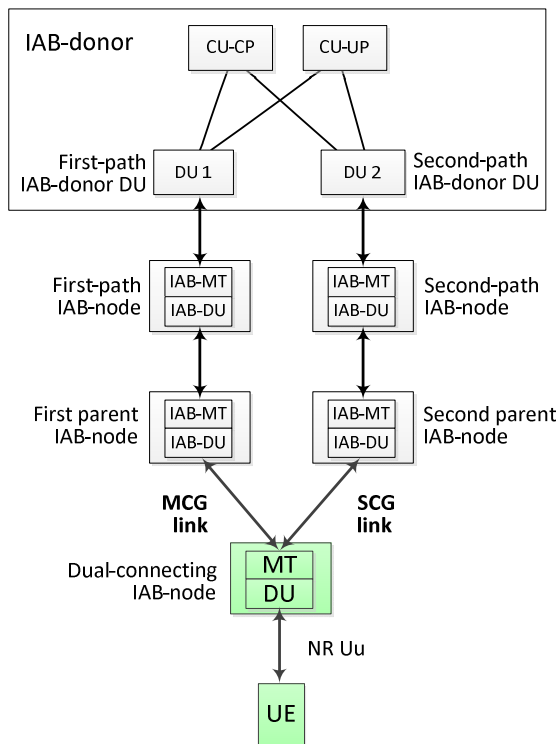 IAB-donor
CU-CP
CU-UP
First-path
IAB-donor DU
DU 1
DU 2
Second-path
IAB-donor DU
First-path
IAB-node
IAB-MT
IAB-DU
IAB-MT
IAB-DU
Second-path
IAB-node
First parent
IAB-node
IAB-MT
IAB-DU
IAB-MT
IAB-DU
Second parent
IAB-node
MCG
link
SCG
link
Dual-connecting
IAB-node
MT
DU
NR Uu
UE